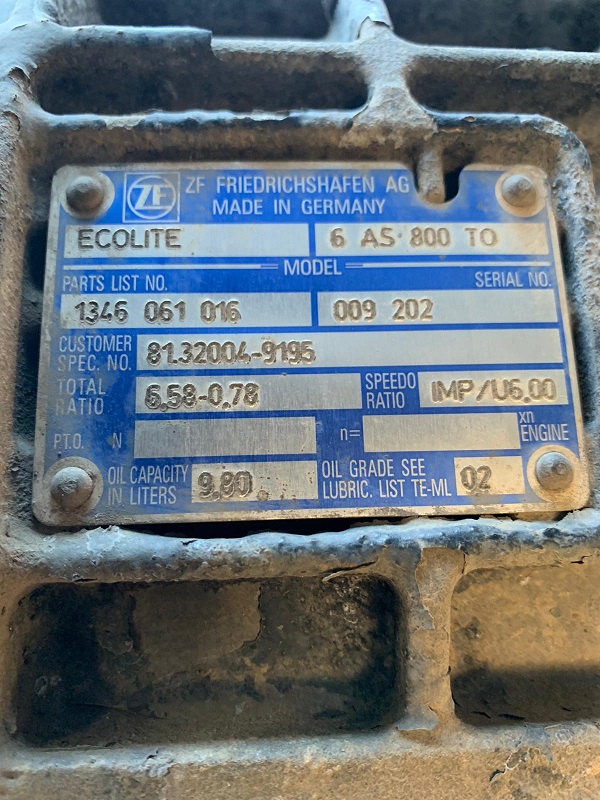 ZF ZF FRIEDRICHSHAFEN AG
MADE IN GERMANY
ECOLITE 6 AS 800 TO
MODEL
PARTS LIST NO. SERIAL NO.
1346 061 016 009 202
CUSTOMER SPEC. NO. 81.32004-9195
TOTAL RATIO 6,58-0,78 SPEEDO RATIO IMP/U6,00
P.T.O. N n= xn ENGINE
OIL CAPACITY IN LITERS 9,80 OIL GRADE SEE LUBRIC. LIST TE-ML 02